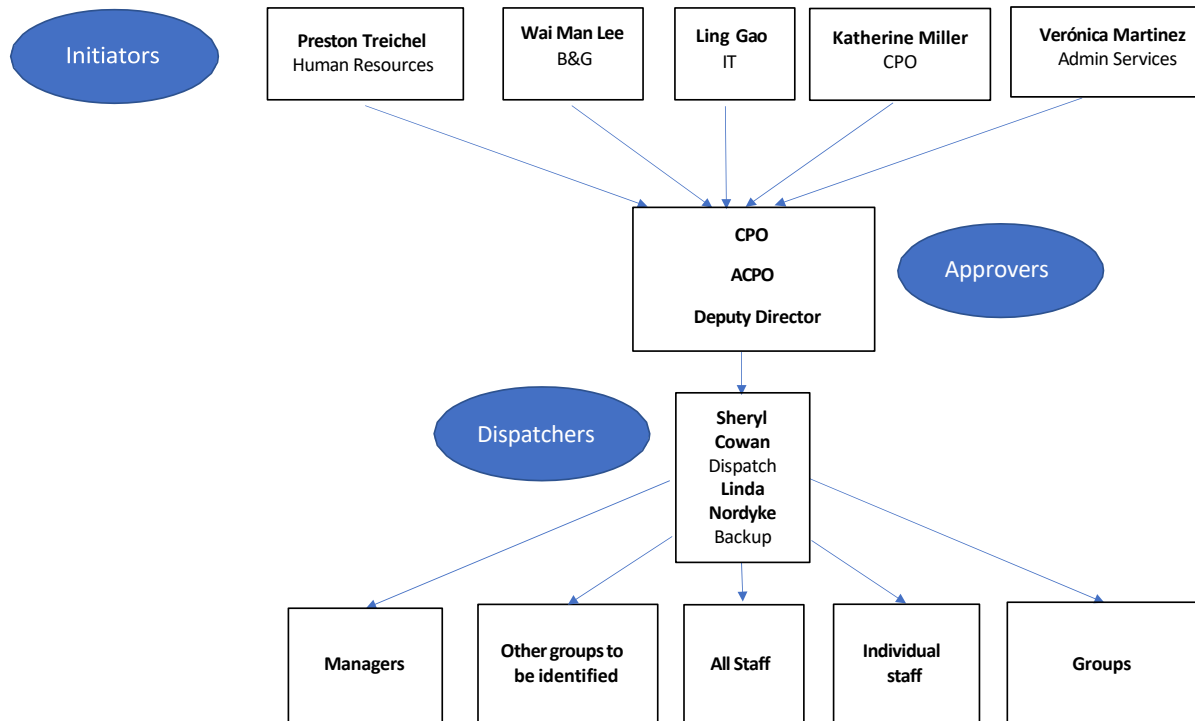 Initiators
Preston Treichel
Human Resources
Wai Man Lee
B&G
Ling Gao
IT
Katherine Miller
CPO
Verónica Martinez
Admin Services
CPO
ACPO
Deputy Director
Approvers
Dispatchers
Sheryl
Cowan
Dispatch
Linda
Nordyke
Backup
Managers
Other groups to
be identified
All Staff
Individual
staff
Groups